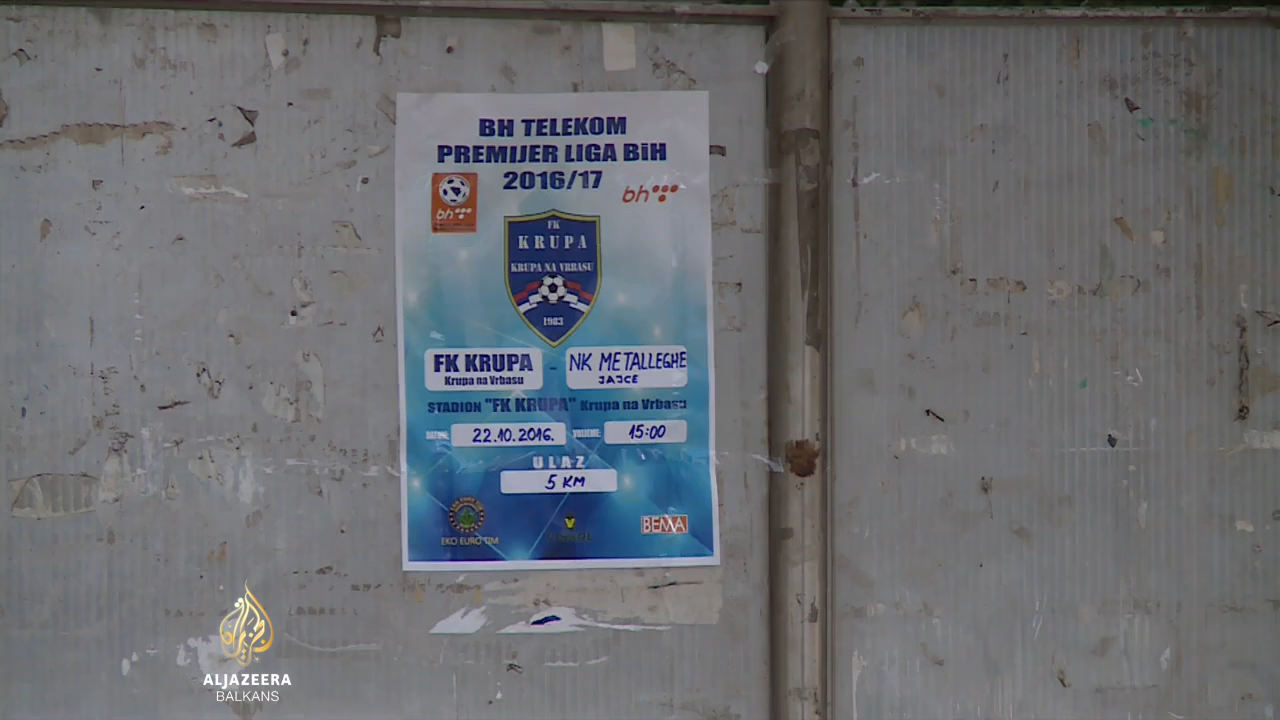 BH TELEKOM
PREMIJER LIGA BiH
2016/17
bh
bh
FK
KRUPA
KRUPA NA VRBASU
1983
FK KRUPA - NK METALLEGHE
Krupa na Vrbasu JAJCE
STADION "FK KRUPA" Krupa na Vrbasu
DATUM: 22.10.2016. VRIJEME: 15:00
ULAZ
5 KM
EKO EURO TIM
BEMA
ALJAZEERA
BALKANS